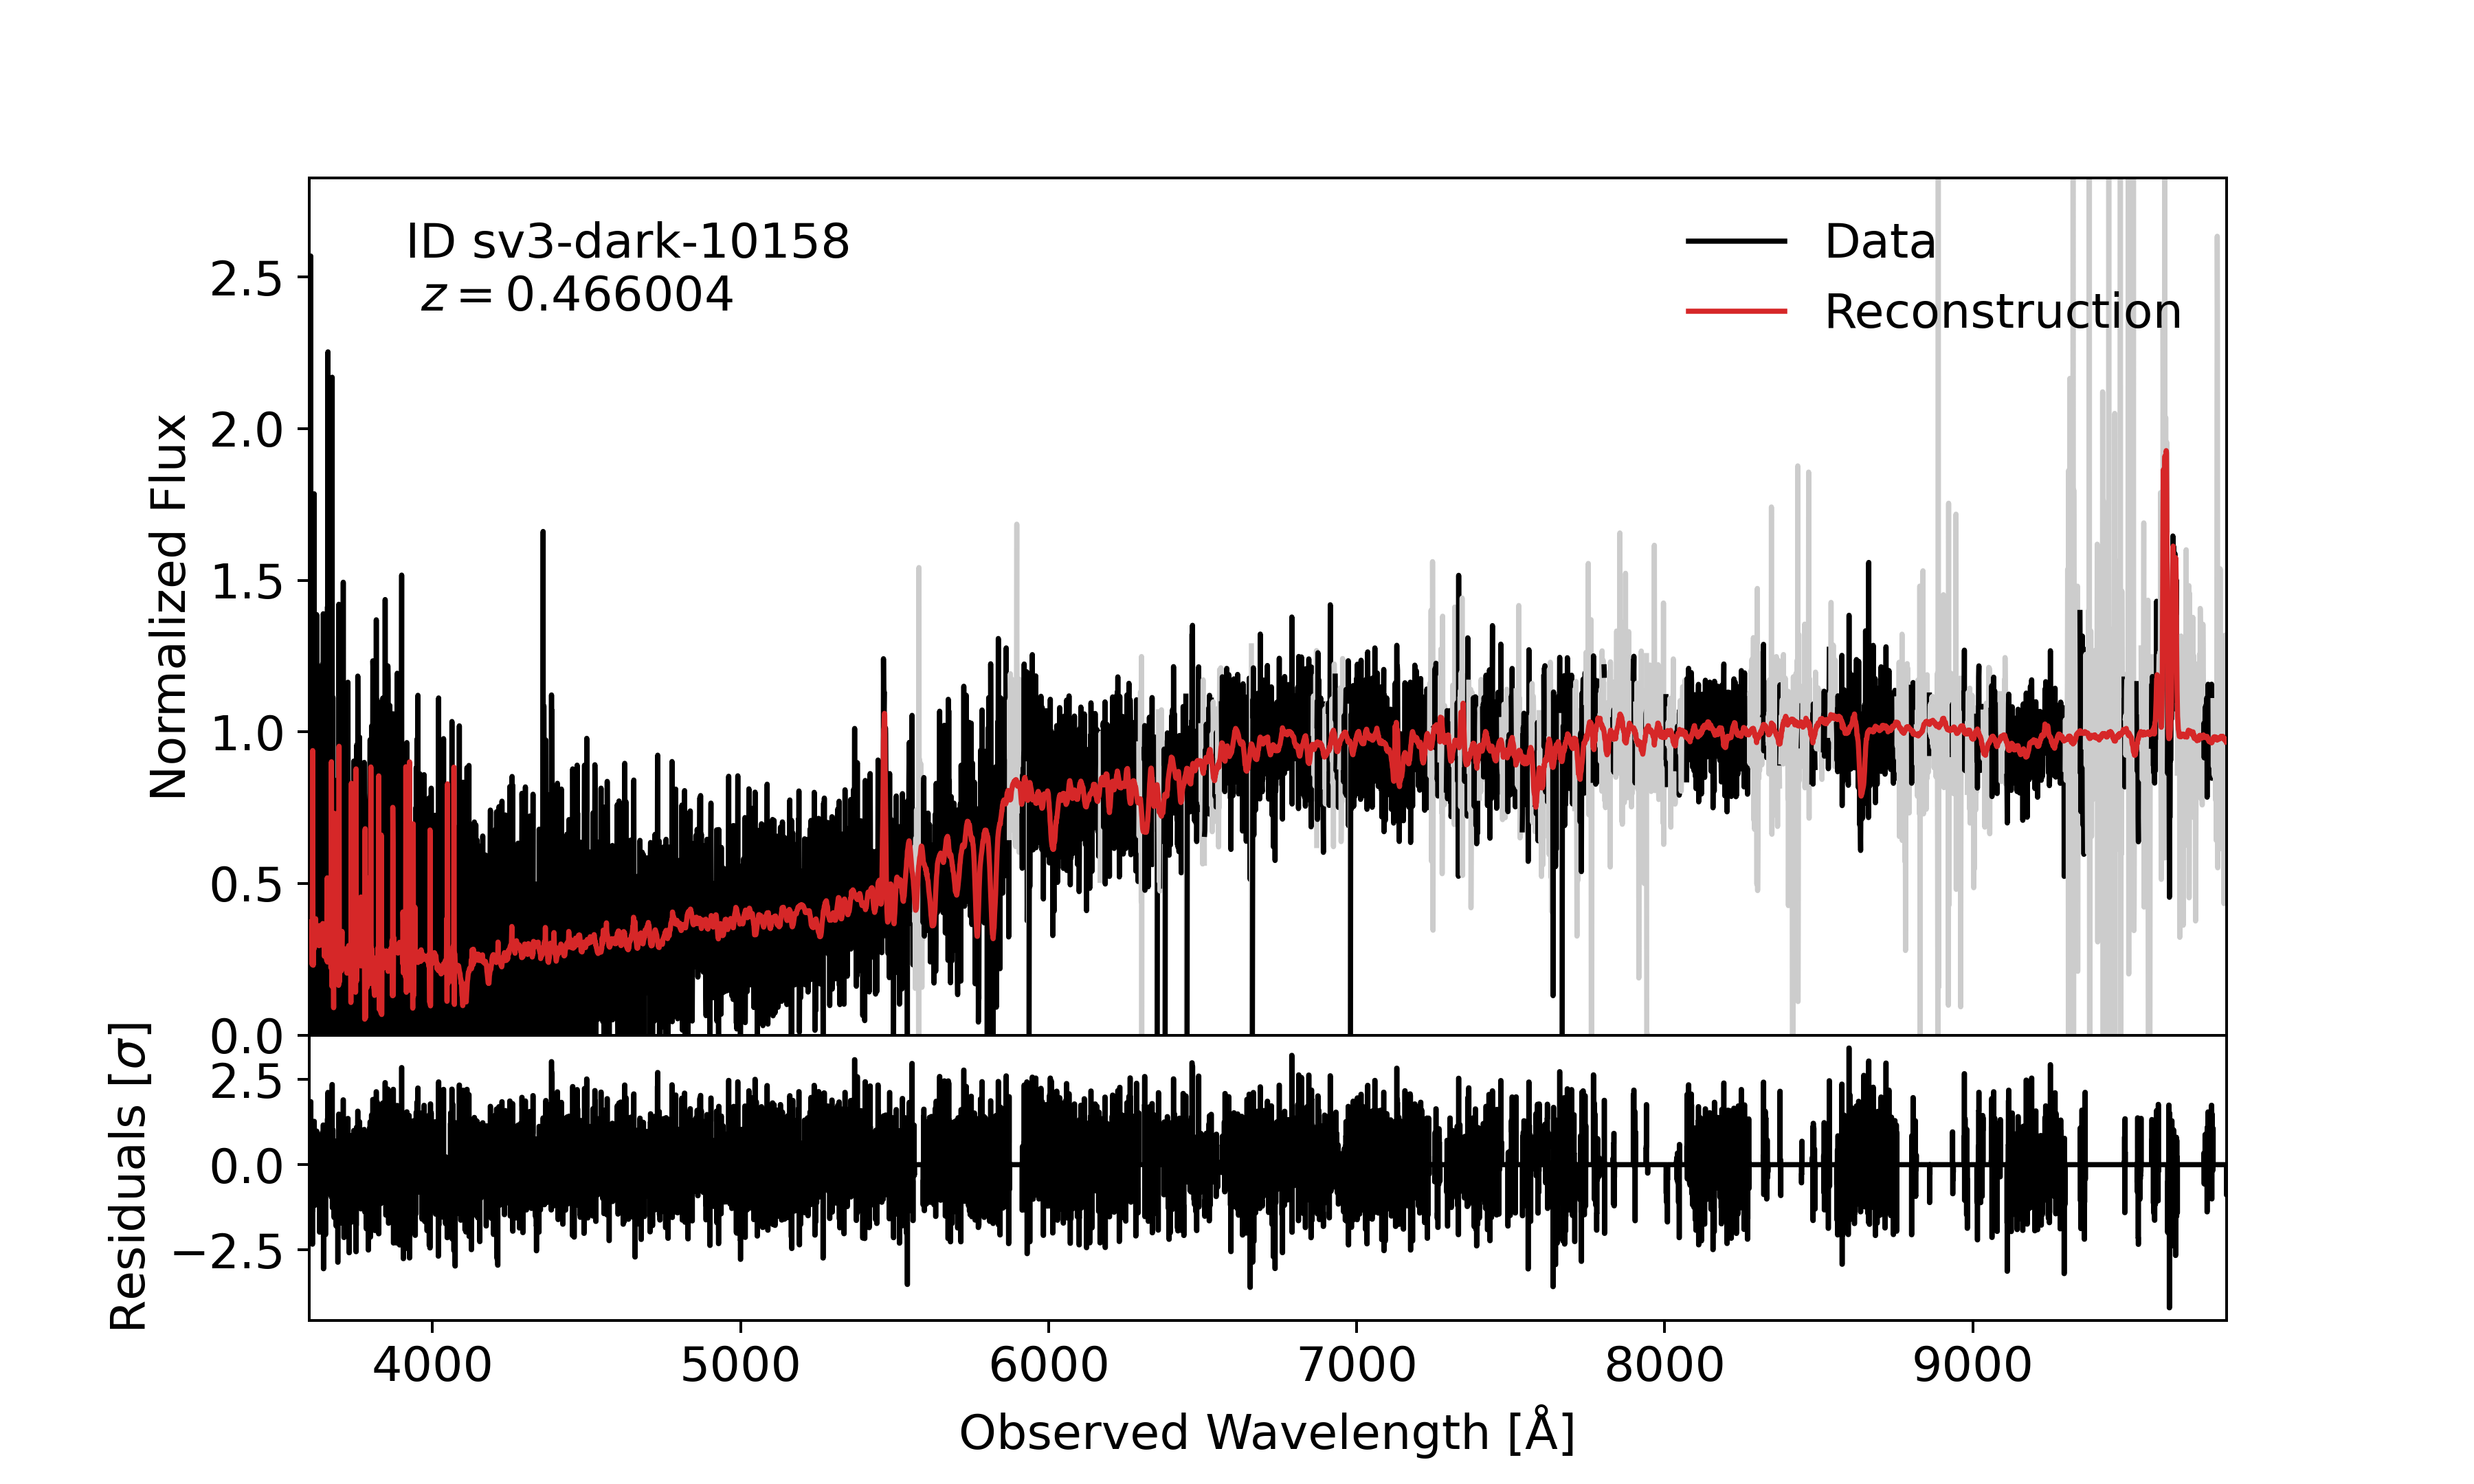 ID sv3-dark-10158
z = 0.466004
Data
Reconstruction
Normalized Flux
2.5
2.0
1.5
1.0
0.5
0.0
Residuals [σ]
2.5
0.0
−2.5
4000 5000 6000 7000 8000 9000
Observed Wavelength [Å]